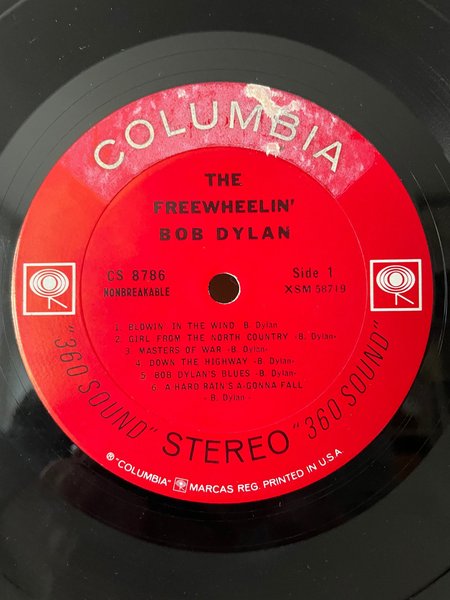 COLUMBIA
THE
FREEWHEELIN'
BOB DYLAN
CS 8786
NONBREAKABLE
Side 1
XSM 58719
1. BLOWIN' IN THE WIND -B. Dylan-
2. GIRL FROM THE NORTH COUNTRY -B. Dylan-
3. MASTERS OF WAR -B. Dylan-
4. DOWN THE HIGHWAY -B. Dylan-
5. BOB DYLAN'S BLUES -B. Dylan-
6. A HARD RAIN'S A-GONNA FALL
- B. Dylan -
"360 SOUND" STEREO "360 SOUND"
® "COLUMBIA" MARCAS REG. PRINTED IN U.S.A.